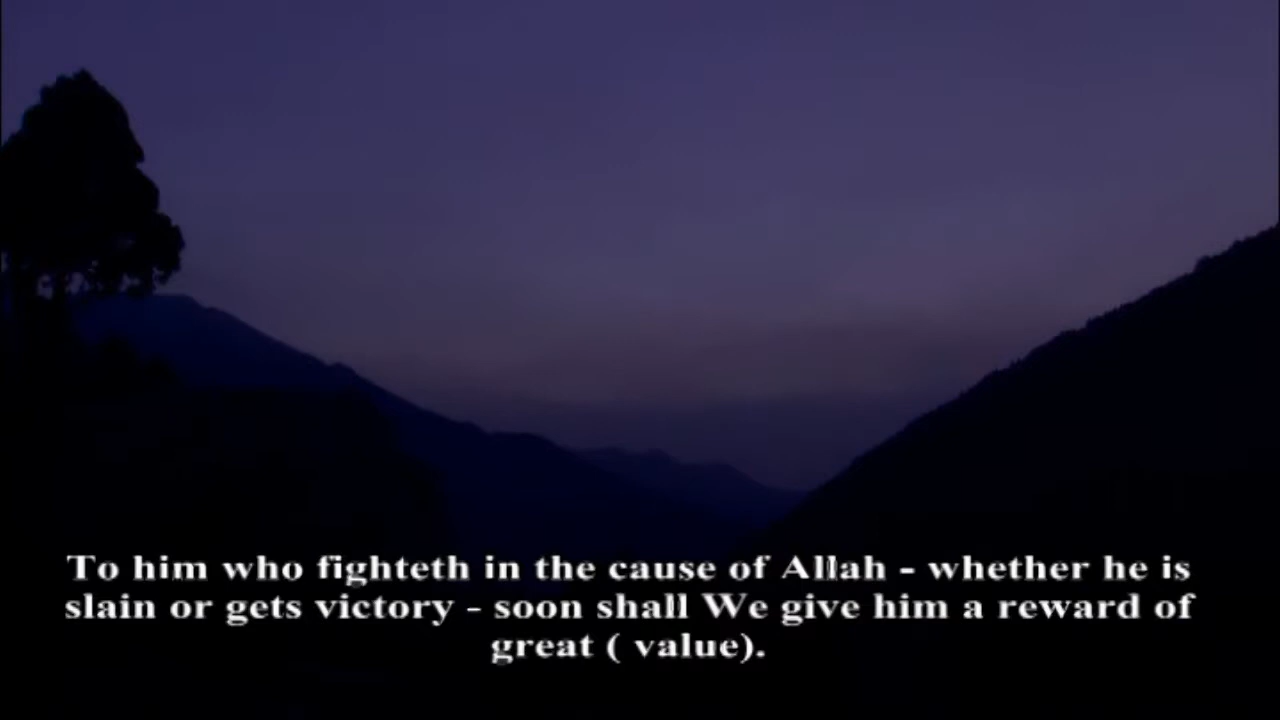 To him who fighteth in the cause of Allah - whether he is
slain or gets victory - soon shall We give him a reward of
great ( value).